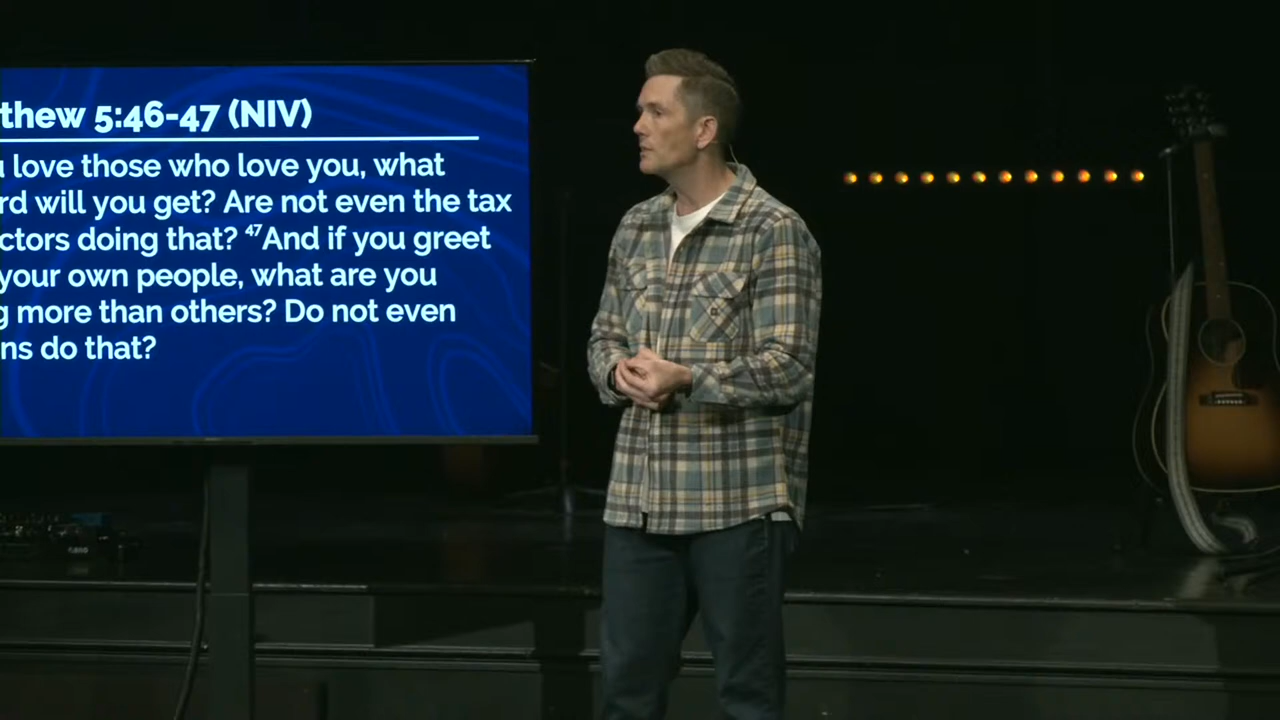 thew 5:46-47 (NIV)
u love those who love you, what
rd will you get? Are not even the tax
ctors doing that? 47And if you greet
your own people, what are you
g more than others? Do not even
ns do that?